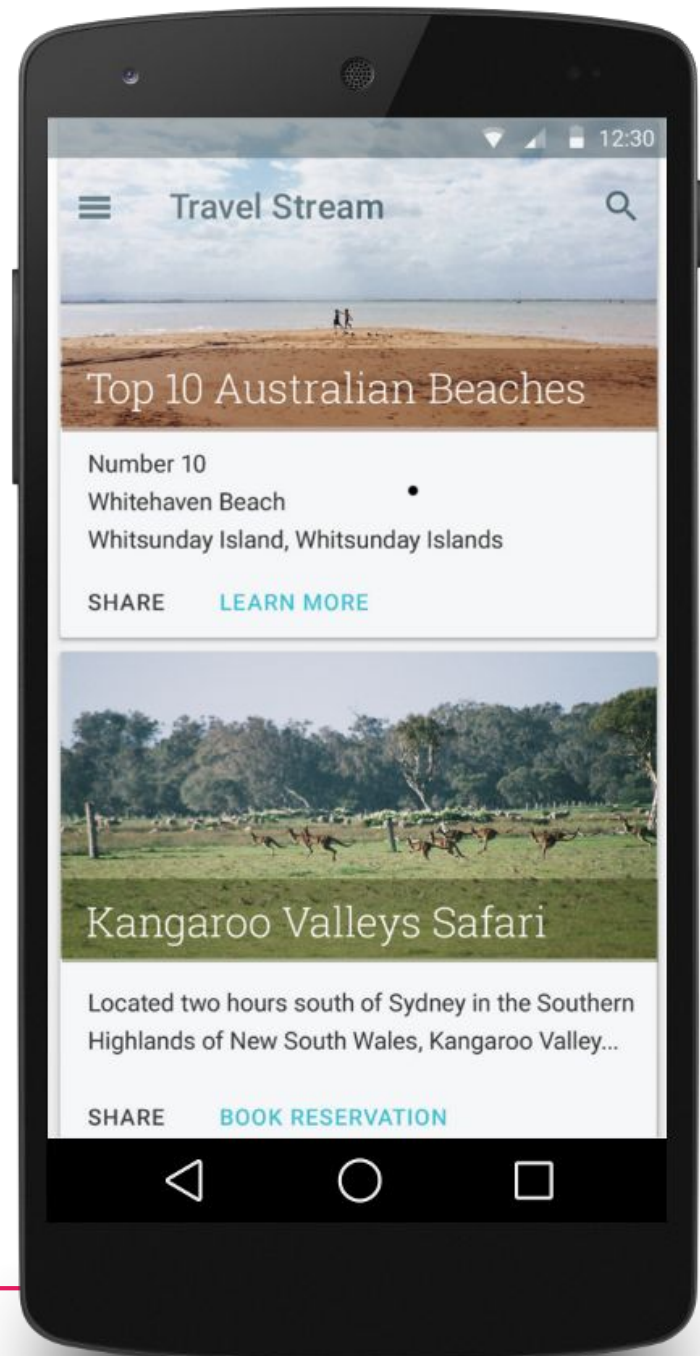 12:30
Travel Stream
Top 10 Australian Beaches
Number 10
Whitehaven Beach
Whitsunday Island, Whitsunday Islands
SHARE LEARN MORE
Kangaroo Valleys Safari
Located two hours south of Sydney in the Southern
Highlands of New South Wales, Kangaroo Valley...
SHARE BOOK RESERVATION